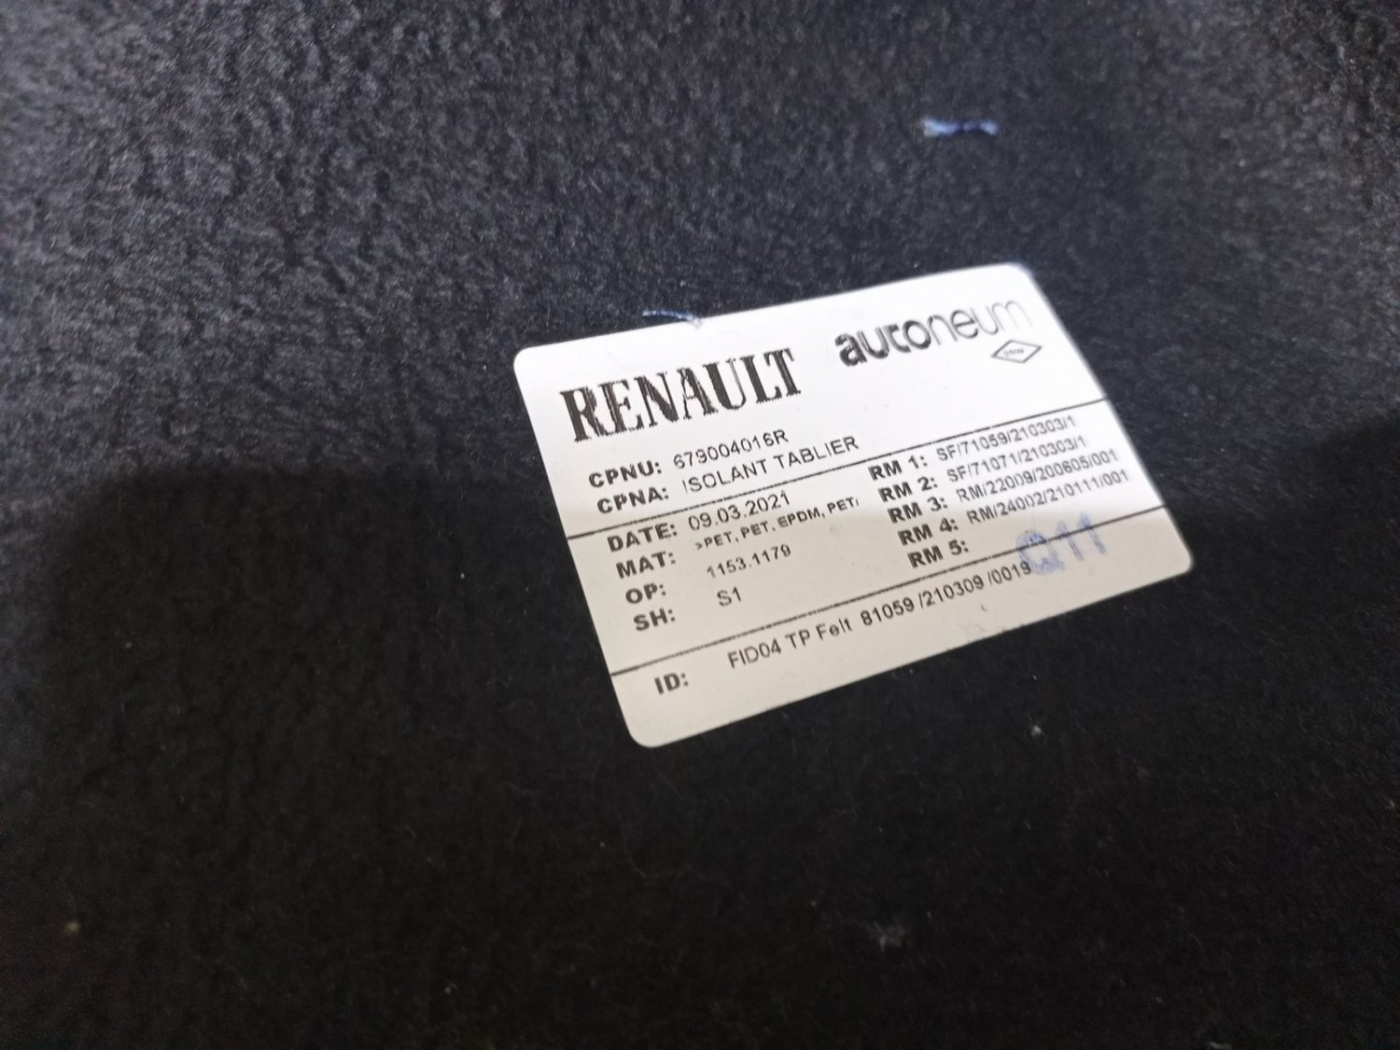 RENAULT autoneum
CPNU: 679004016R
CPNA: ISOLANT TABLIER
DATE: 09.03.2021
MAT: >PET, PET, EPDM, PET/
OP: 1153.1179
SH: S1
RM 1: SF/71059/210303/1
RM 2: SF/71071/210303/1
RM 3: RM/22009/200605/001
RM 4: RM/24002/210111/001
RM 5:
Q11
ID: FID04 TP Felt 81059 /210309 /0019